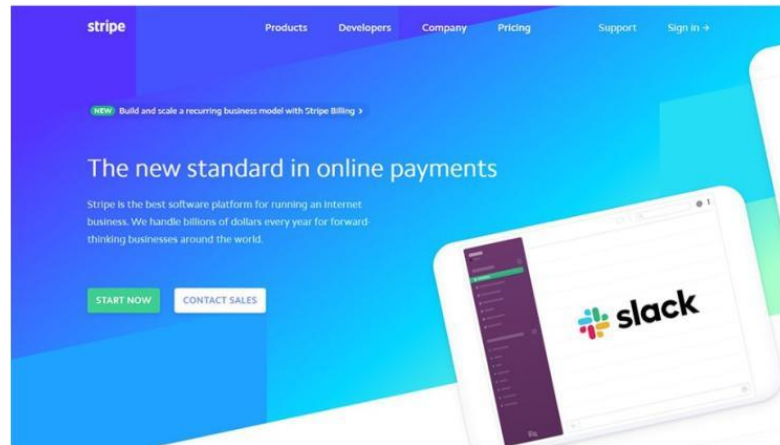 stripe
Products Developers Company Pricing Support Sign in →
NEW Build and scale a recurring business model with Stripe Billing >
The new standard in online payments
Stripe is the best software platform for running an internet
business. We handle billions of dollars every year for forward-
thinking businesses around the world.
START NOW CONTACT SALES
slack